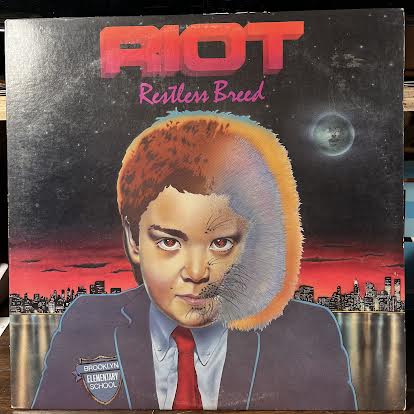 RIOT
Restless Breed
BROOKLYN
ELEMENTARY
SCHOOL